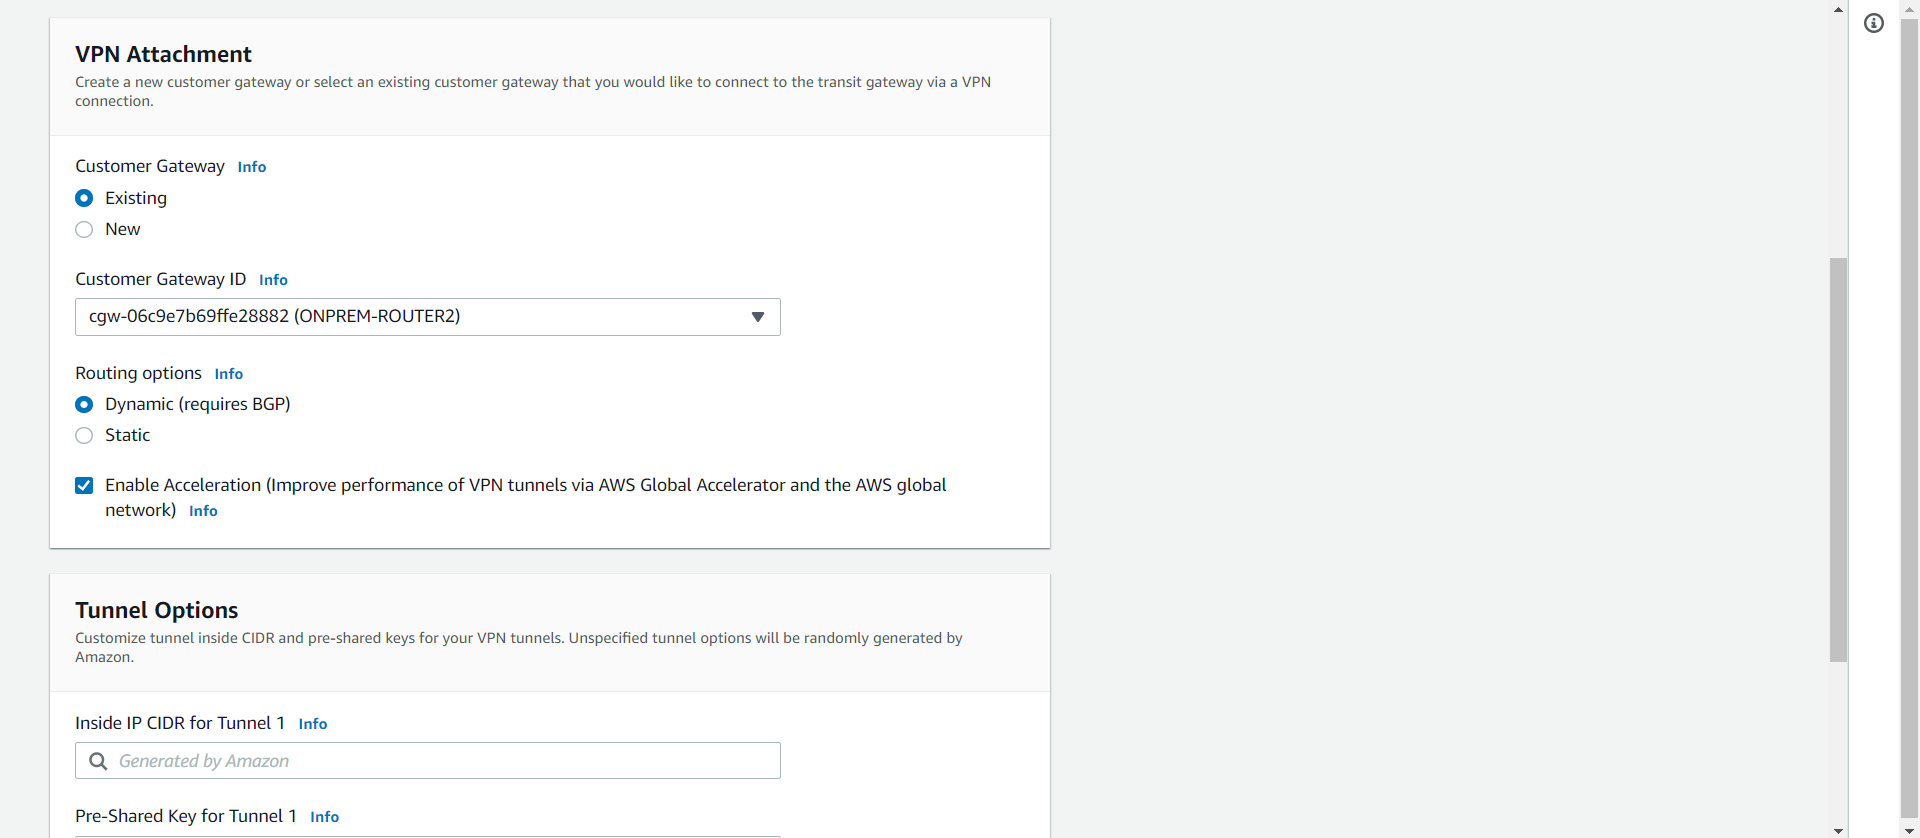 VPN Attachment
Create a new customer gateway or select an existing customer gateway that you would like to connect to the transit gateway via a VPN
connection.
Customer Gateway Info
Existing
New
Customer Gateway ID Info
cgw-06c9e7b69ffe28882 (ONPREM-ROUTER2)
Routing options Info
Dynamic (requires BGP)
Static
Enable Acceleration (Improve performance of VPN tunnels via AWS Global Accelerator and the AWS global
network) Info
Tunnel Options
Customize tunnel inside CIDR and pre-shared keys for your VPN tunnels. Unspecified tunnel options will be randomly generated by
Amazon.
Inside IP CIDR for Tunnel 1 Info
Generated by Amazon
Pre-Shared Key for Tunnel 1 Info